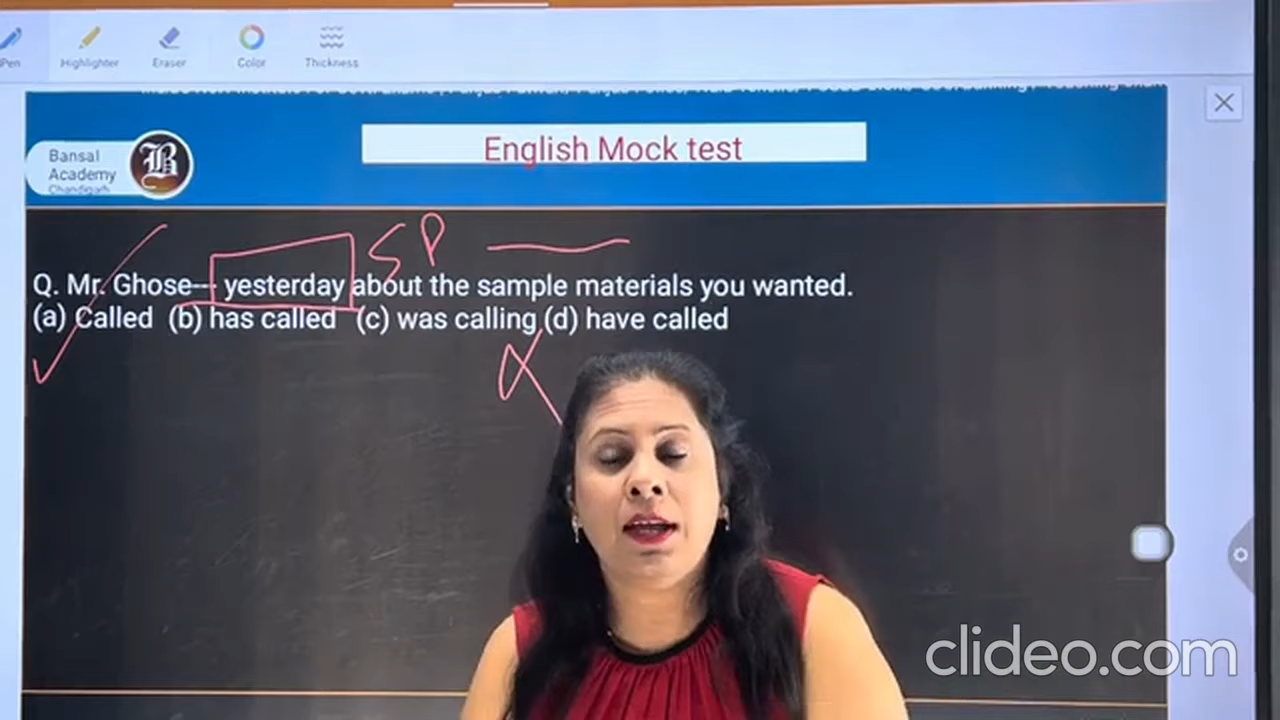 Pen Highlighter Eraser Color Thickness
Bansal
Academy
Chandigarh
B
English Mock test
SP
Q. Mr. Ghose--- yesterday about the sample materials you wanted.
(a) Called (b) has called (c) was calling (d) have called
clideo.com